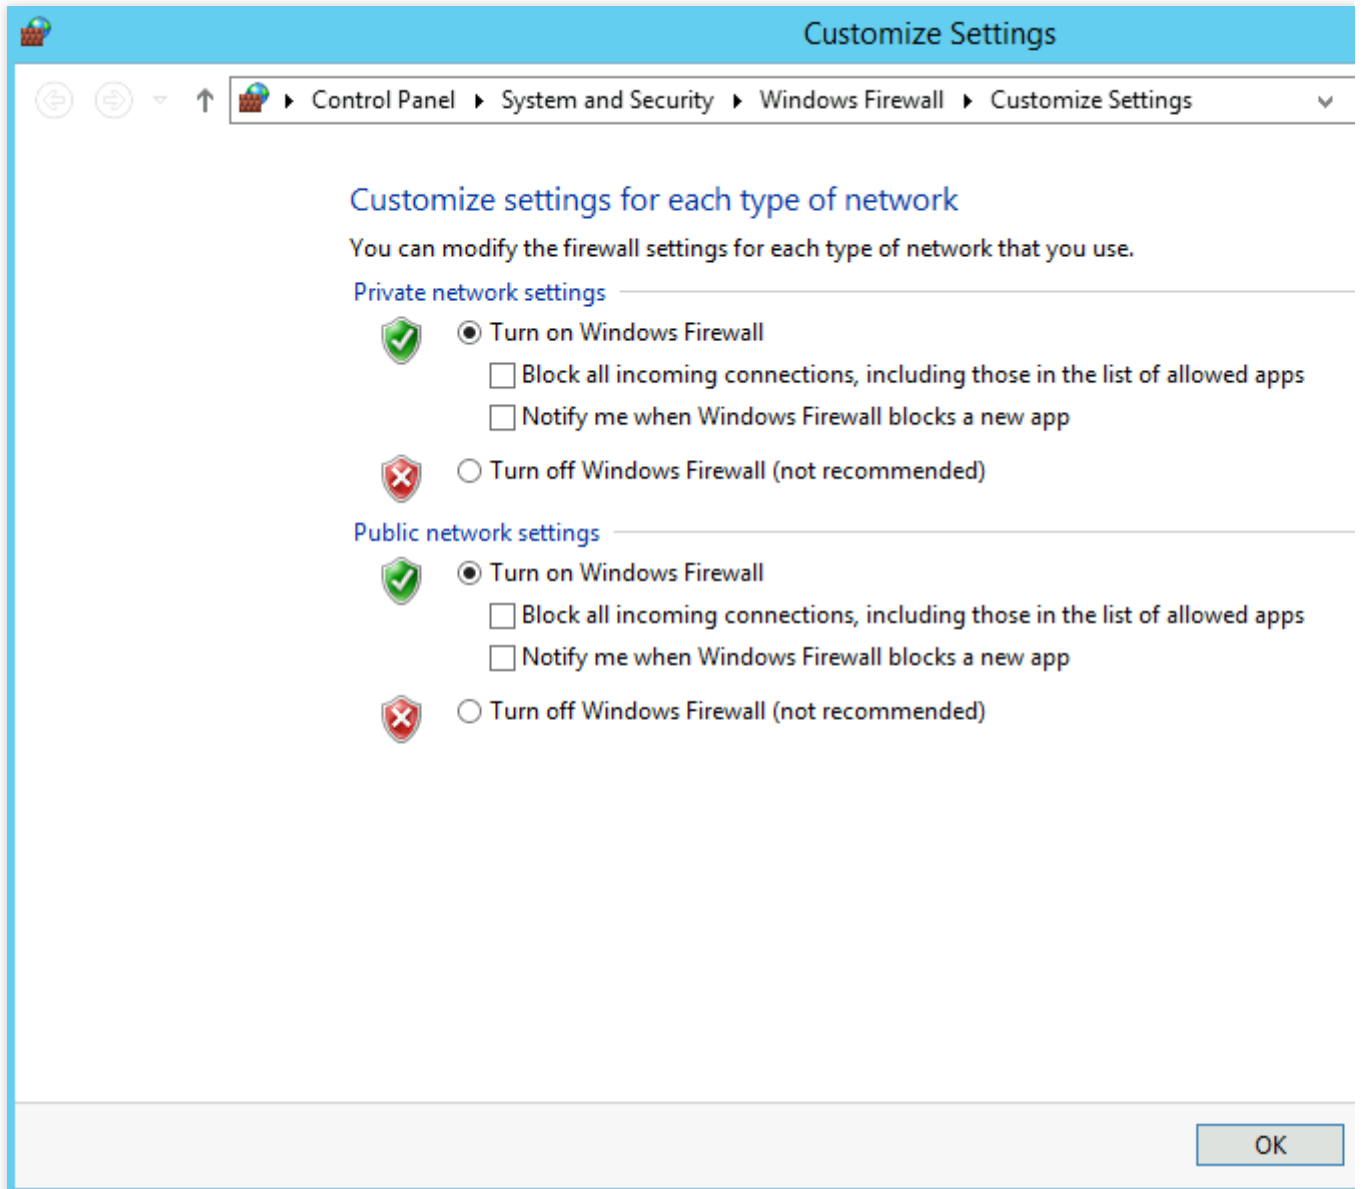 Customize Settings
Control Panel System and Security Windows Firewall Customize Settings
Customize settings for each type of network
You can modify the firewall settings for each type of network that you use.
Private network settings
Turn on Windows Firewall
Block all incoming connections, including those in the list of allowed apps
Notify me when Windows Firewall blocks a new app
Turn off Windows Firewall (not recommended)
Public network settings
Turn on Windows Firewall
Block all incoming connections, including those in the list of allowed apps
Notify me when Windows Firewall blocks a new app
Turn off Windows Firewall (not recommended)
OK